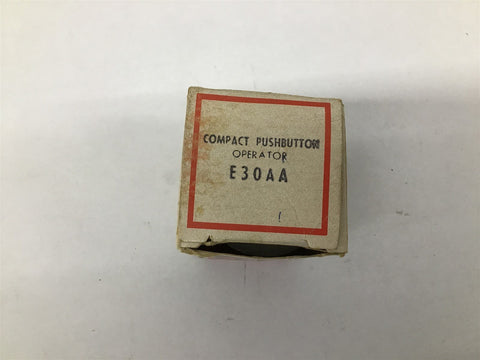 COMPACT PUSHBUTTON
OPERATOR
E30AA